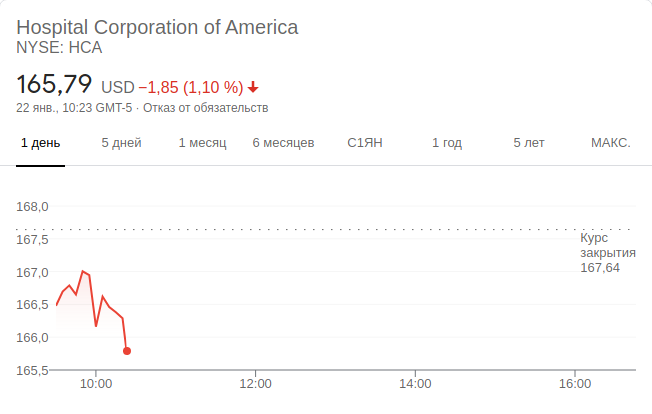 Hospital Corporation of America
NYSE: HCA
165,79 USD −1,85 (1,10 %)
22 янв., 10:23 GMT-5 · Отказ от обязательств
1 день 5 дней 1 месяц 6 месяцев С1ЯН 1 год 5 лет МАКС.
168,0
167,5
Курс
закрытия
167,64
167,0
166,5
166,0
165,5
10:00 12:00 14:00 16:00